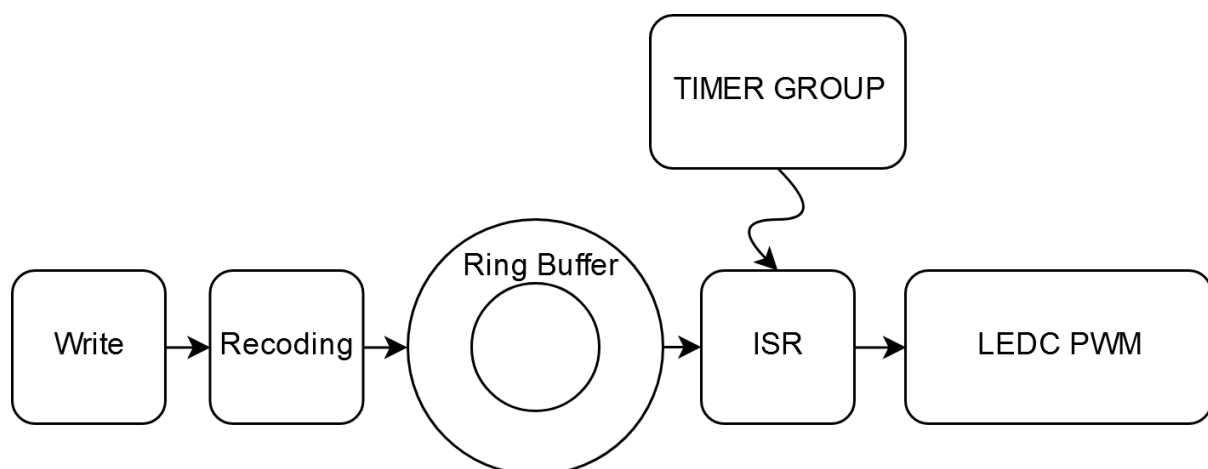 TIMER GROUP
Ring Buffer
Write
Recoding
ISR
LEDC PWM